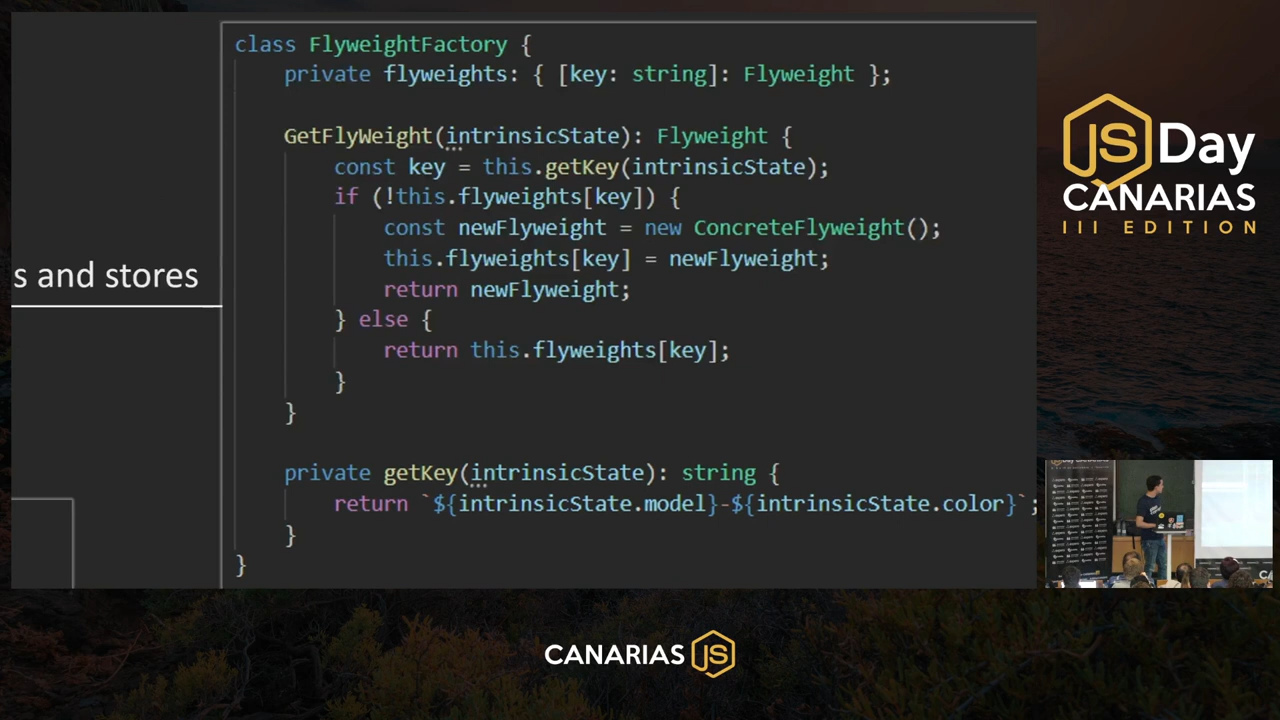 class FlyweightFactory {
private flyweights: { [key: string]: Flyweight };
GetFlyWeight(intrinsicState): Flyweight {
const key = this.getKey(intrinsicState);
if (!this.flyweights[key]) {
const newFlyweight = new ConcreteFlyweight();
this.flyweights[key] = newFlyweight;
return newFlyweight;
} else {
return this.flyweights[key];
}
}
private getKey(intrinsicState): string {
return `${intrinsicState.model}-${intrinsicState.color}`;
}
}
s and stores
JS Day
CANARIAS
III EDITION
CANARIAS JS